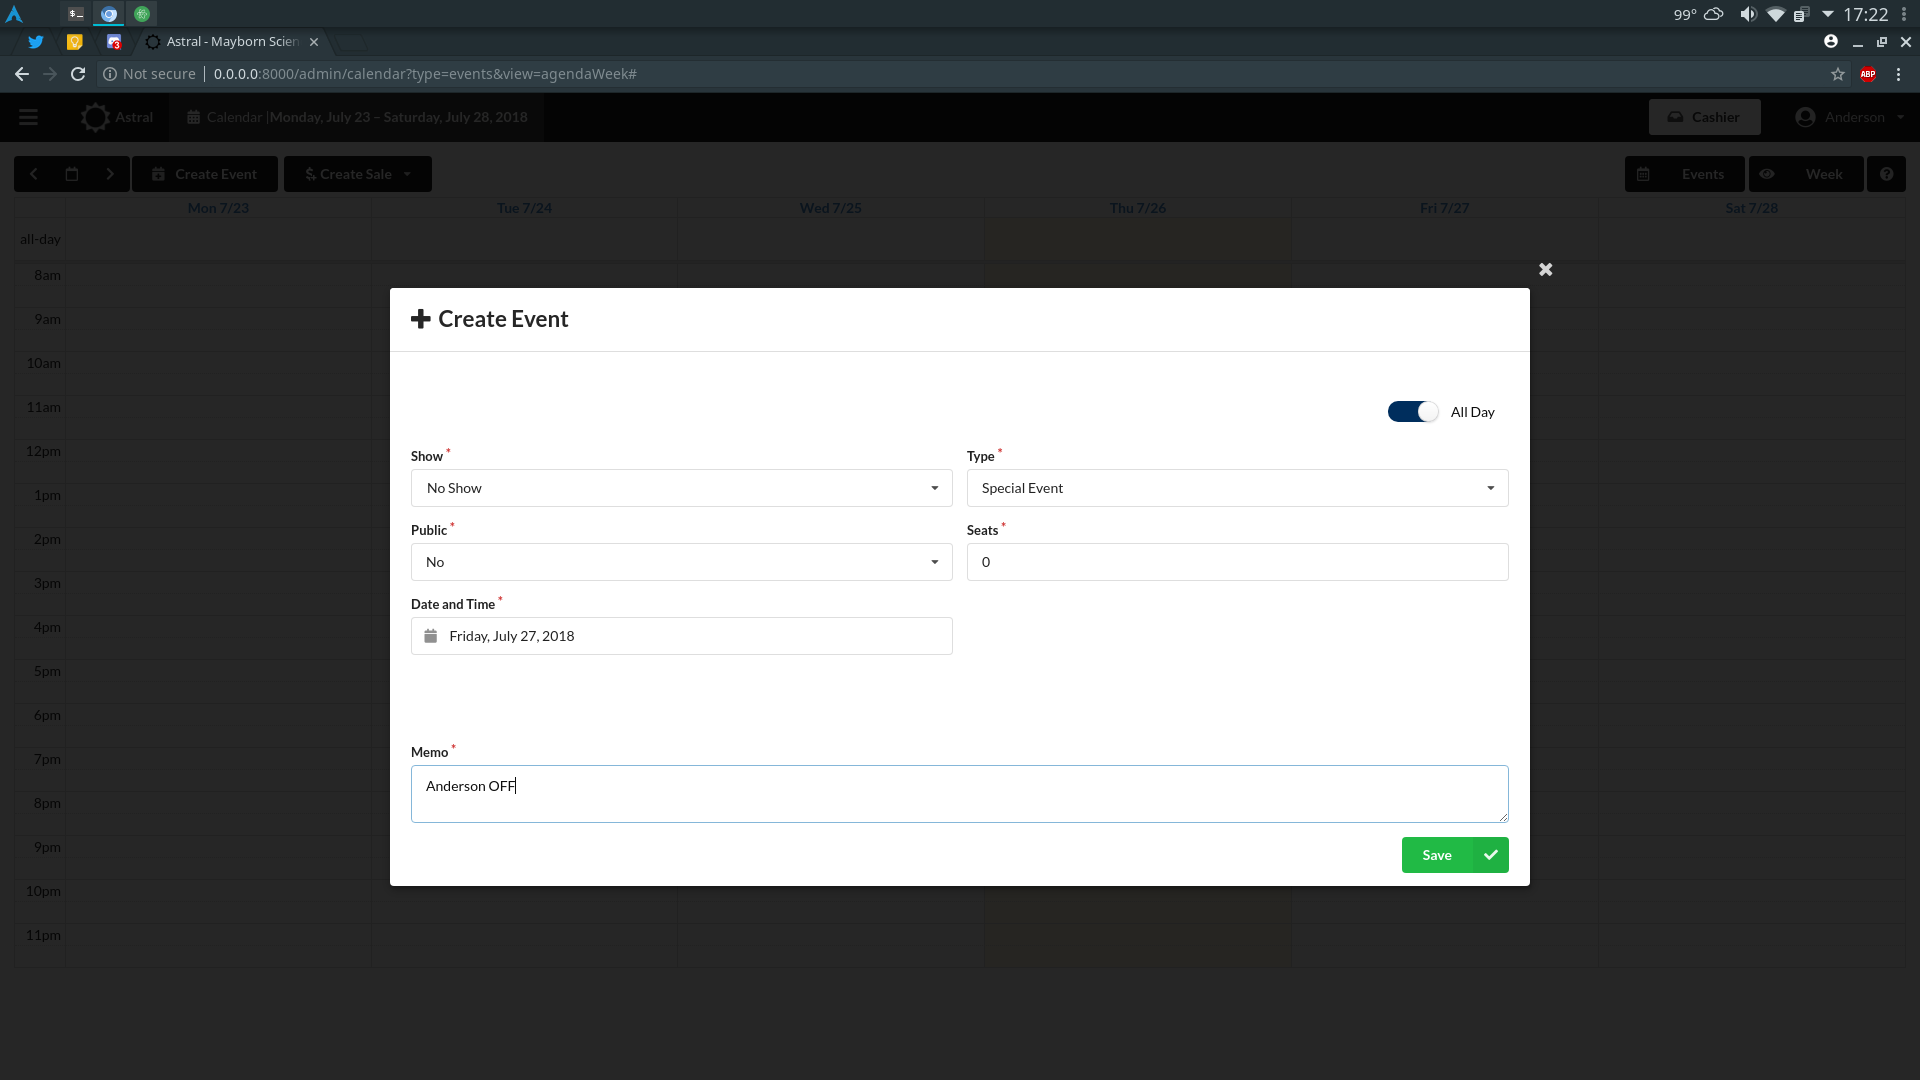 99° 17:22
3
Astral - Mayborn Scien
Not secure 0.0.0.0:8000/admin/calendar?type=events&view=agendaWeek#
ABP
Astral Calendar |Monday, July 23 – Saturday, July 28, 2018 Cashier Anderson
Create Event $ Create Sale Events Week ?
Mon 7/23 Tue 7/24 Wed 7/25 Thu 7/26 Fri 7/27 Sat 7/28
all-day
8am
9am
10am
11am
12pm
1pm
2pm
3pm
4pm
5pm
6pm
7pm
8pm
9pm
10pm
11pm
Create Event
All Day
Show * Type *
No Show Special Event
Public * Seats *
No 0
Date and Time *
Friday, July 27, 2018
Memo *
Anderson OFF
Save